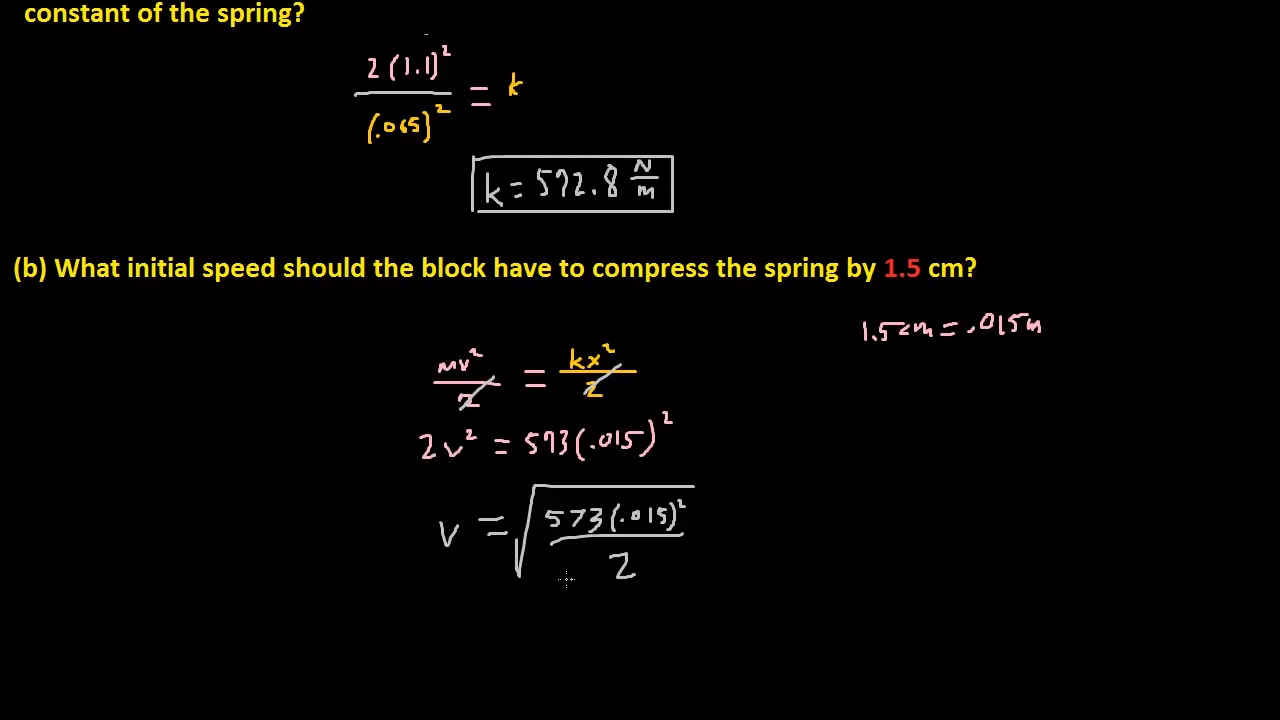 constant of the spring?
2(1.1)²
/(.065)² = k
k = 572.8 N/m
(b) What initial speed should the block have to compress the spring by 1.5 cm?
1.5cm = .015m
mv²/2 = kx²/2
2v² = 573(.015)²
v = √(573(.015)²/2)